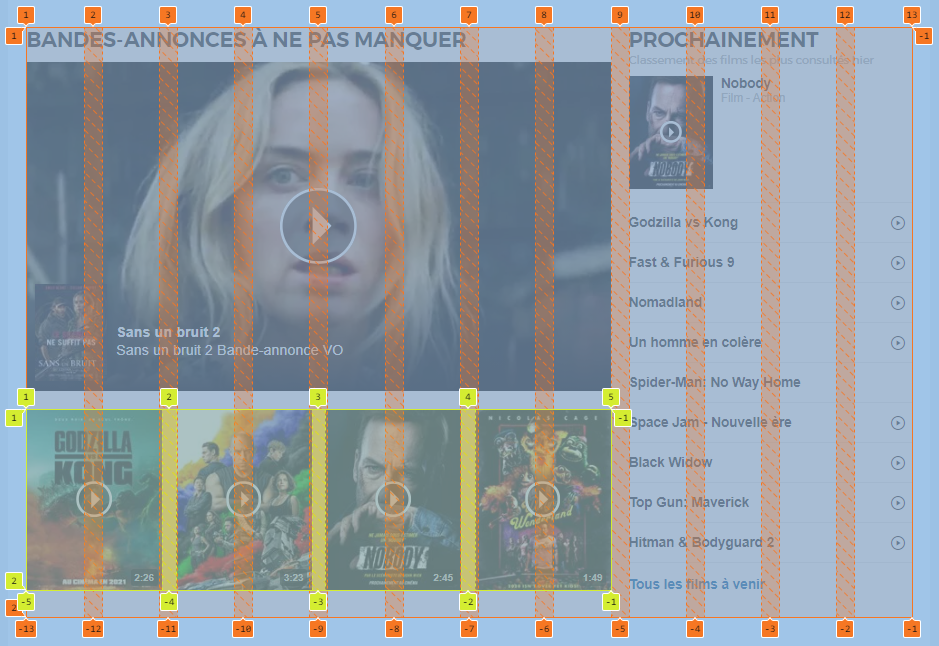 1 2 3 4 5 6 7 8 9 10 11 12 13
1 -1
BANDES-ANNONCES À NE PAS MANQUER
Sans un bruit 2
Sans un bruit 2 Bande-annonce VO
NE SUFFIT PAS
SANS UN BRUIT
1 2 3 4 5
1 -1
GODZILLA
KONG
AU CINÉMA EN 2021
2:26
3:23
NOBODY
2:45
NICOLAS CAGE
Wonderland
1:49
2
-5 -4 -3 -2 -1
2
PROCHAINEMENT
Classement des films les plus consultés hier
NOBODY
Nobody
Film - Action
Godzilla vs Kong
Fast & Furious 9
Nomadland
Un homme en colère
Spider-Man: No Way Home
Space Jam - Nouvelle ère
Black Widow
Top Gun: Maverick
Hitman & Bodyguard 2
Tous les films à venir
-13 -12 -11 -10 -9 -8 -7 -6 -5 -4 -3 -2 -1